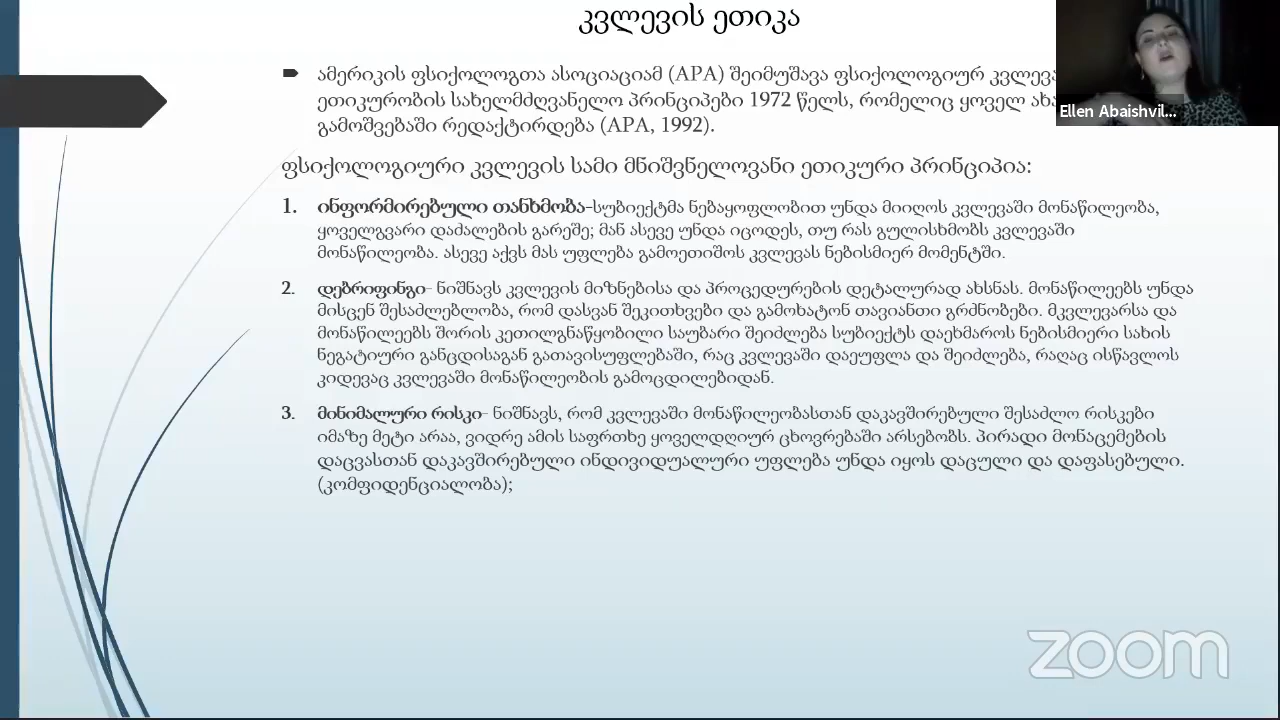 კვლევის ეთიკა
ამერიკის ფსიქოლოგთა ასოციაციამ (APA) შეიმუშავა ფსიქოლოგიურ
ეთიკურობის სახელმძღვანელო პრინციპები 1972 წელს, რომელიც ყოველ
გამოშვებაში რედაქტირდება (APA, 1992).
ფსიქოლოგიური კვლევის სამი მნიშვნელოვანი ეთიკური პრინციპია:
1. ინფორმირებული თანხმობა-სუბიექტმა ნებაყოფლობით უნდა მიიღოს კვლევაში მონაწილეობა,
ყოველგვარი დაძალების გარეშე; მან ასევე უნდა იცოდეს, თუ რას გულისხმობს კვლევაში
მონაწილეობა. ასევე აქვს მას უფლება გამოეთიშოს კვლევას ნებისმიერ მომენტში.
2. დებრიფინგი- ნიშნავს კვლევის მიზნებისა და პროცედურების დეტალურად ახსნას. მონაწილეებს უნდა
მისცენ შესაძლებლობა, რომ დასვან შეკითხვები და გამოხატონ თავიანთი გრძნობები. მკვლევარსა და
მონაწილეებს შორის კეთილგნაწყობილი საუბარი შეიძლება სუბიექტს დაეხმაროს ნებისმიერი სახის
ნეგატიური განცდისაგან გათავისუფლებაში, რაც კვლევაში დაეუფლა და შეიძლება, რაღაც ისწავლოს
კიდევაც კვლევაში მონაწილეობის გამოცდილებიდან.
3. მინიმალური რისკი- ნიშნავს, რომ კვლევაში მონაწილეობასთან დაკავშირებული შესაძლო რისკები
იმაზე მეტი არაა, ვიდრე ამის საფრთხე ყოველდღიურ ცხოვრებაში არსებობს. პირადი მონაცემების
დაცვასთან დაკავშირებული ინდივიდუალური უფლება უნდა იყოს დაცული და დაფასებული.
(კომფიდენციალობა);
Ellen Abaishvil...
zoom